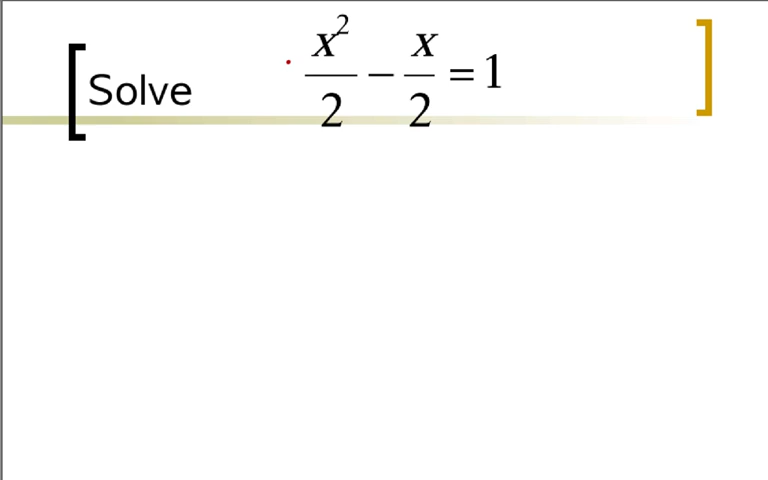 Solve x²/2 − x/2 = 1